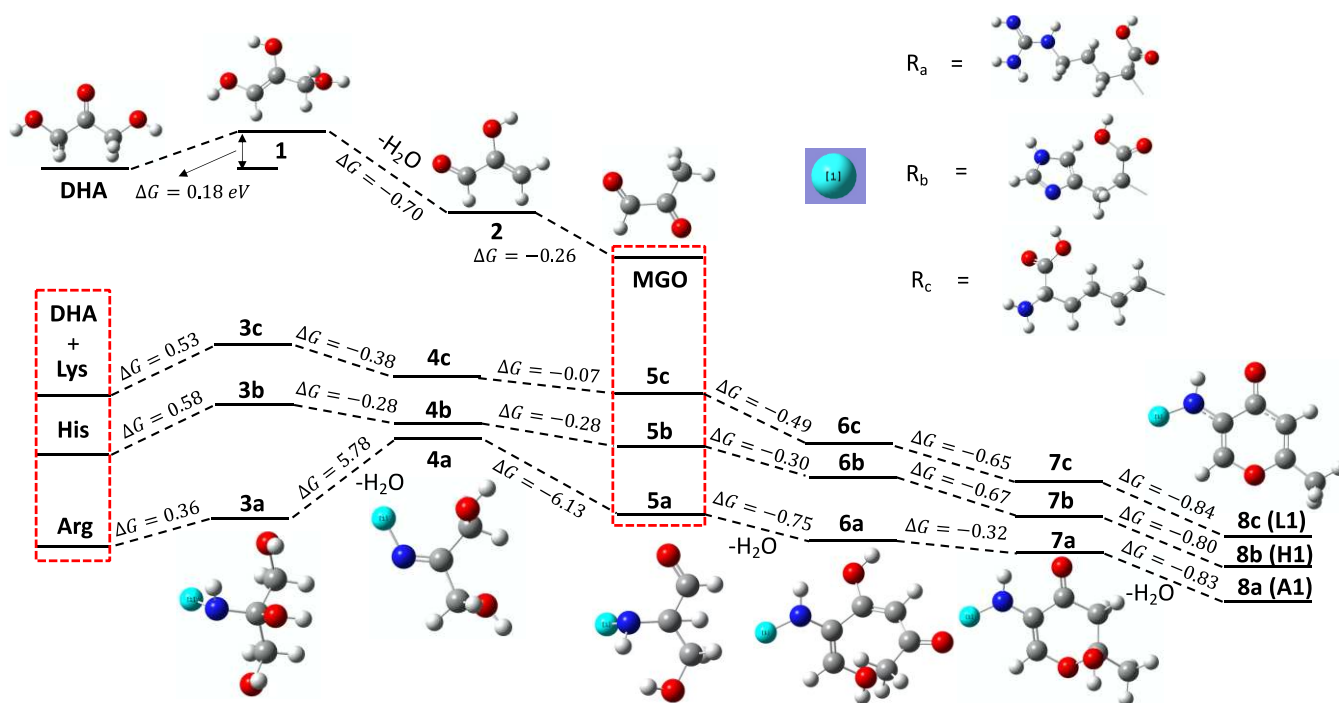 R_a =
[1]
R_b =
R_c =
DHA
1
ΔG = 0.18 eV
-H₂O
ΔG = −0.70
2
ΔG = −0.26
MGO
DHA
+
Lys
ΔG = 0.53
3c
ΔG = −0.38
4c
ΔG = −0.07
5c
ΔG = −0.49
6c
ΔG = −0.65
7c
ΔG = −0.84
8c (L1)
His
ΔG = 0.58
3b
ΔG = −0.28
4b
ΔG = −0.28
5b
ΔG = −0.30
6b
ΔG = −0.67
7b
ΔG = −0.80
8b (H1)
Arg
ΔG = 0.36
3a
ΔG = 5.78
-H₂O
4a
ΔG = −6.13
5a
ΔG = −0.75
-H₂O
6a
ΔG = −0.32
7a
ΔG = −0.83
-H₂O
8a (A1)